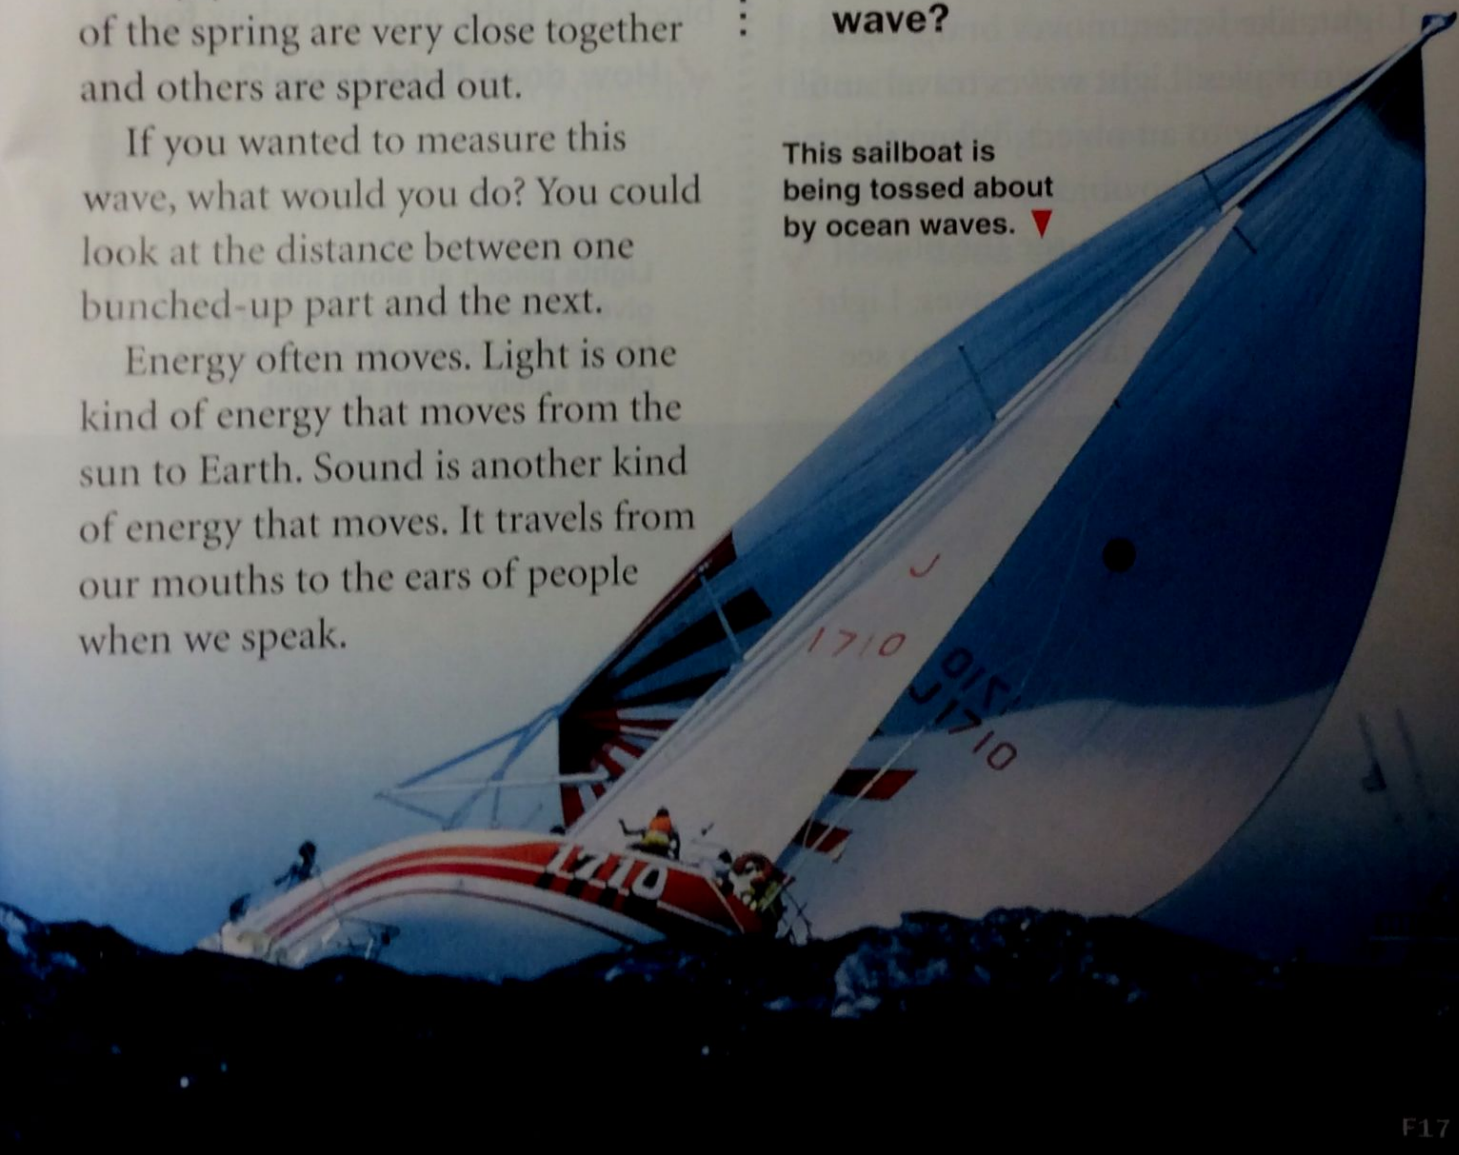 of the spring are very close together
and others are spread out.
If you wanted to measure this
wave, what would you do? You could
look at the distance between one
bunched-up part and the next.
Energy often moves. Light is one
kind of energy that moves from the
sun to Earth. Sound is another kind
of energy that moves. It travels from
our mouths to the ears of people
when we speak.
wave?
This sailboat is
being tossed about
by ocean waves.
J
1710
J1710
1710
F17